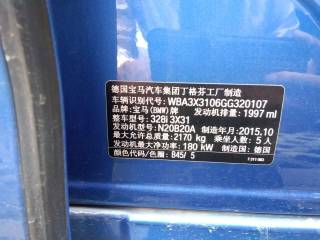 德国宝马汽车集团丁格芬工厂制造
车辆识别代号: WBA3X3106GG320107
品牌: 宝马(BMW)牌 发动机排量: 1997 ml
整车型号: 328i 3X31
发动机型号: N20B20A 制造年月: 2015.10
最大允许总质量: 2170 kg 乘坐人数: 5人
发动机最大净功率: 180 kW 制造国: 德国
颜色代码/色圈: B45/ 5